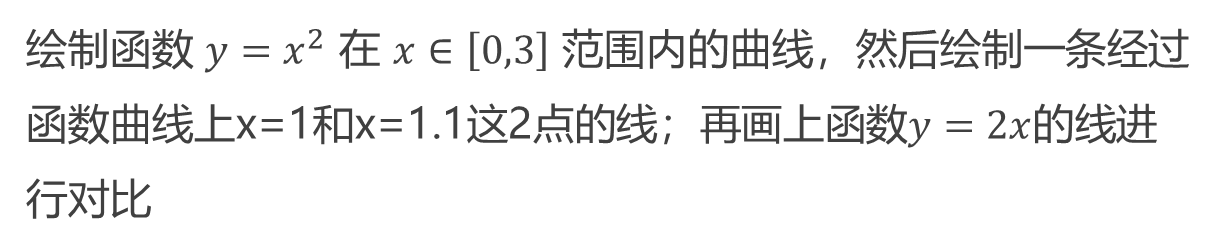 绘制函数 𝑦 = 𝑥² 在 𝑥 ∈ [0,3] 范围内的曲线，然后绘制一条经过
函数曲线上x=1和x=1.1这2点的线；再画上函数𝑦 = 2𝑥的线进
行对比